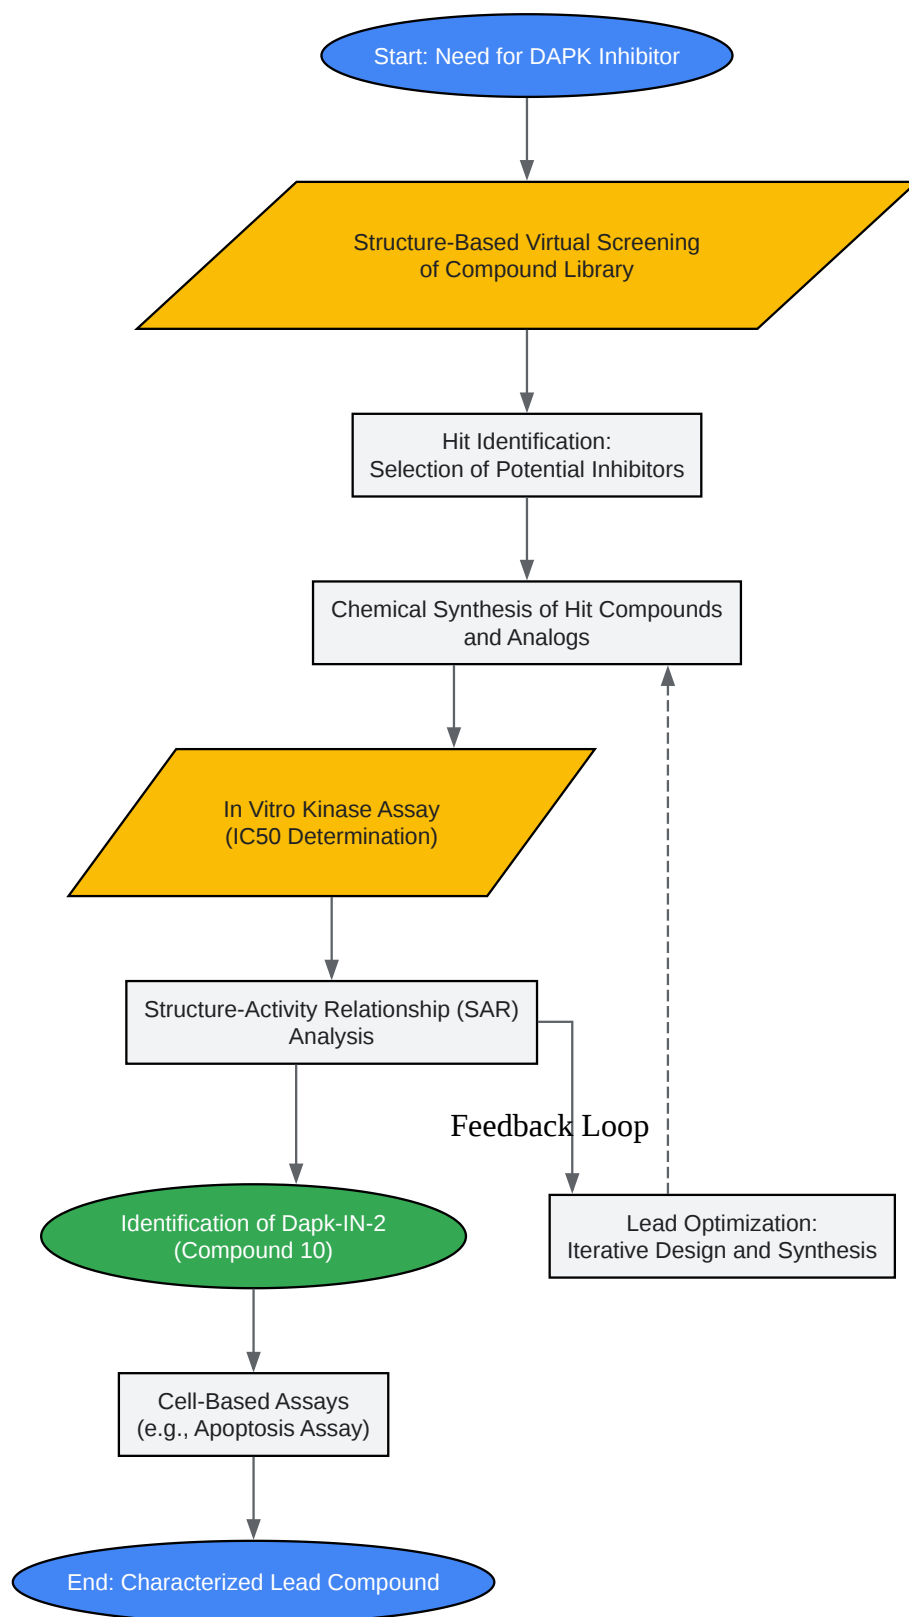 Start: Need for DAPK Inhibitor
Structure-Based Virtual Screening
of Compound Library
Hit Identification:
Selection of Potential Inhibitors
Chemical Synthesis of Hit Compounds
and Analogs
In Vitro Kinase Assay
(IC50 Determination)
Structure-Activity Relationship (SAR)
Analysis
Feedback Loop
Identification of Dapk-IN-2
(Compound 10)
Lead Optimization:
Iterative Design and Synthesis
Cell-Based Assays
(e.g., Apoptosis Assay)
End: Characterized Lead Compound